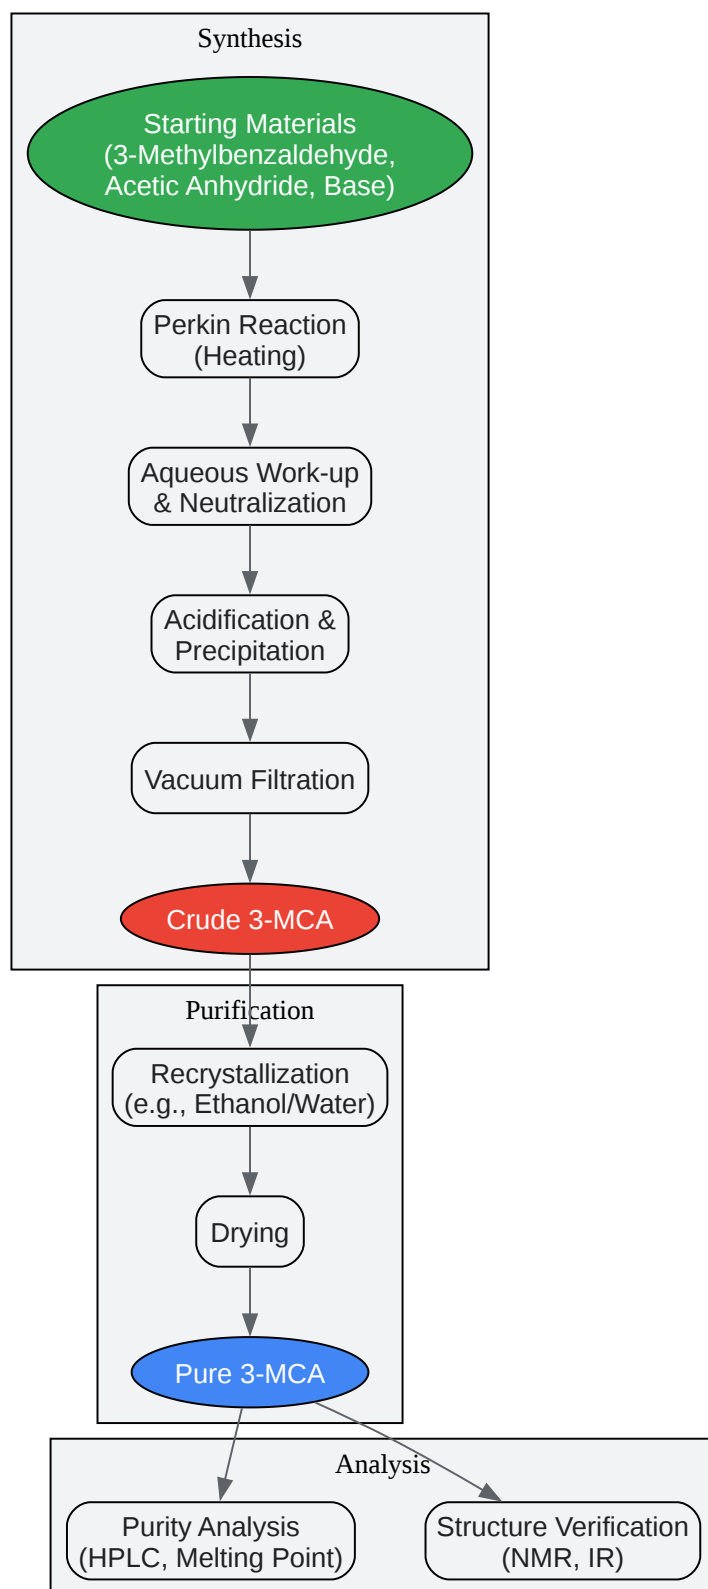 Synthesis
Starting Materials
(3-Methylbenzaldehyde,
Acetic Anhydride, Base)
Perkin Reaction
(Heating)
Aqueous Work-up
& Neutralization
Acidification &
Precipitation
Vacuum Filtration
Crude 3-MCA
Purification
Recrystallization
(e.g., Ethanol/Water)
Drying
Pure 3-MCA
Analysis
Purity Analysis
(HPLC, Melting Point)
Structure Verification
(NMR, IR)